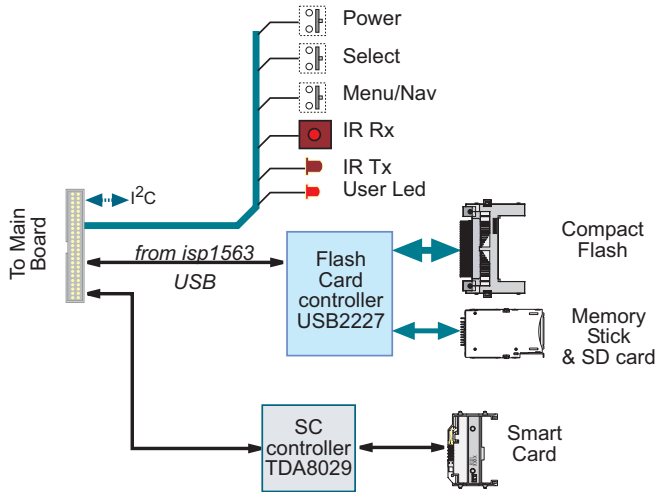 Power
Select
Menu/Nav
IR Rx
IR Tx
User Led
I²C
To Main
Board
from isp1563
USB
Flash
Card
controller
USB2227
Compact
Flash
Memory
Stick
& SD card
SC
controller
TDA8029
Smart
Card